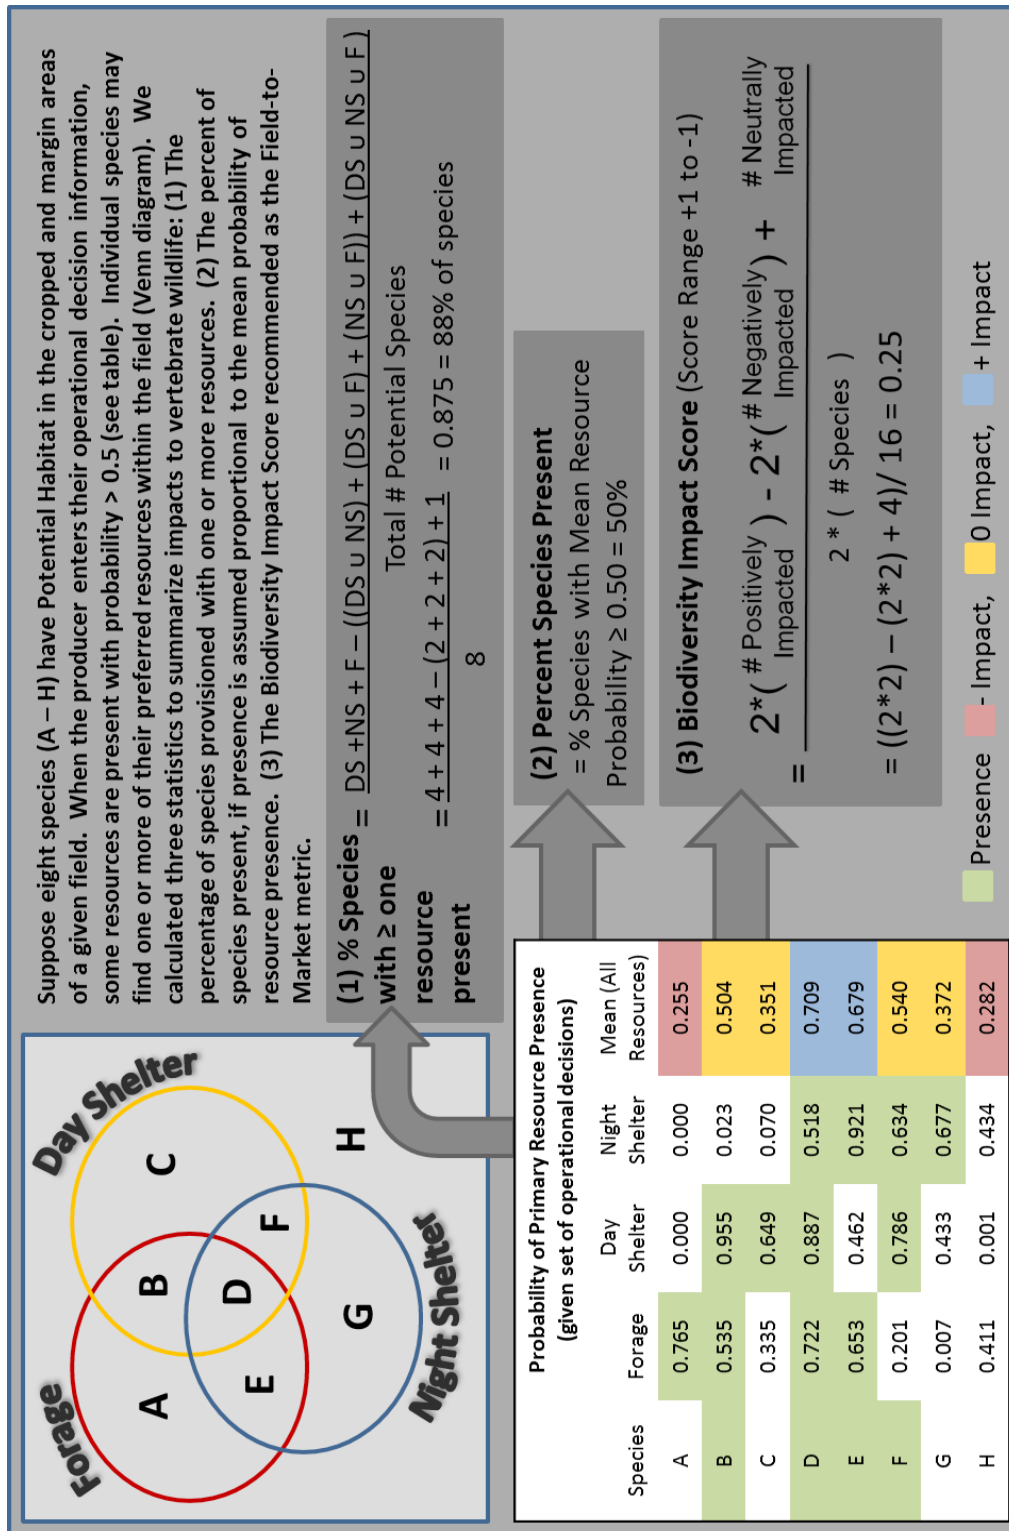 Suppose eight species (A – H) have Potential Habitat in the cropped and margin areas
of a given field. When the producer enters their operational decision information,
some resources are present with probability > 0.5 (see table). Individual species may
find one or more of their preferred resources within the field (Venn diagram). We
calculated three statistics to summarize impacts to vertebrate wildlife: (1) The
percentage of species provisioned with one or more resources. (2) The percent of
species present, if presence is assumed proportional to the mean probability of
resource presence. (3) The Biodiversity Impact Score recommended as the Field-to-
Market metric.
Forage
Day Shelter
Night Shelter
A
B
C
E
D
F
G
H
(1) % Species
with ≥ one
resource
present
= DS +NS + F – ((DS ∪ NS) + (DS ∪ F) + (NS ∪ F)) + (DS ∪ NS ∪ F)
Total # Potential Species
= 4 + 4 + 4 – (2 + 2 + 2) + 1 = 0.875 = 88% of species
8
(2) Percent Species Present
= % Species with Mean Resource
Probability ≥ 0.50 = 50%
(3) Biodiversity Impact Score (Score Range +1 to -1)
= 2*( # Positively Impacted ) - 2*( # Negatively Impacted ) + # Neutrally Impacted
2 * ( # Species )
= ((2*2) – (2*2) + 4)/ 16 = 0.25
Probability of Primary Resource Presence
(given set of operational decisions)
Species Forage Day Shelter Night Shelter Mean (All Resources)
A 0.765 0.000 0.000 0.255
B 0.535 0.955 0.023 0.504
C 0.335 0.649 0.070 0.351
D 0.722 0.887 0.518 0.709
E 0.653 0.462 0.921 0.679
F 0.201 0.786 0.634 0.540
G 0.007 0.433 0.677 0.372
H 0.411 0.001 0.434 0.282
Presence - Impact, 0 Impact, + Impact